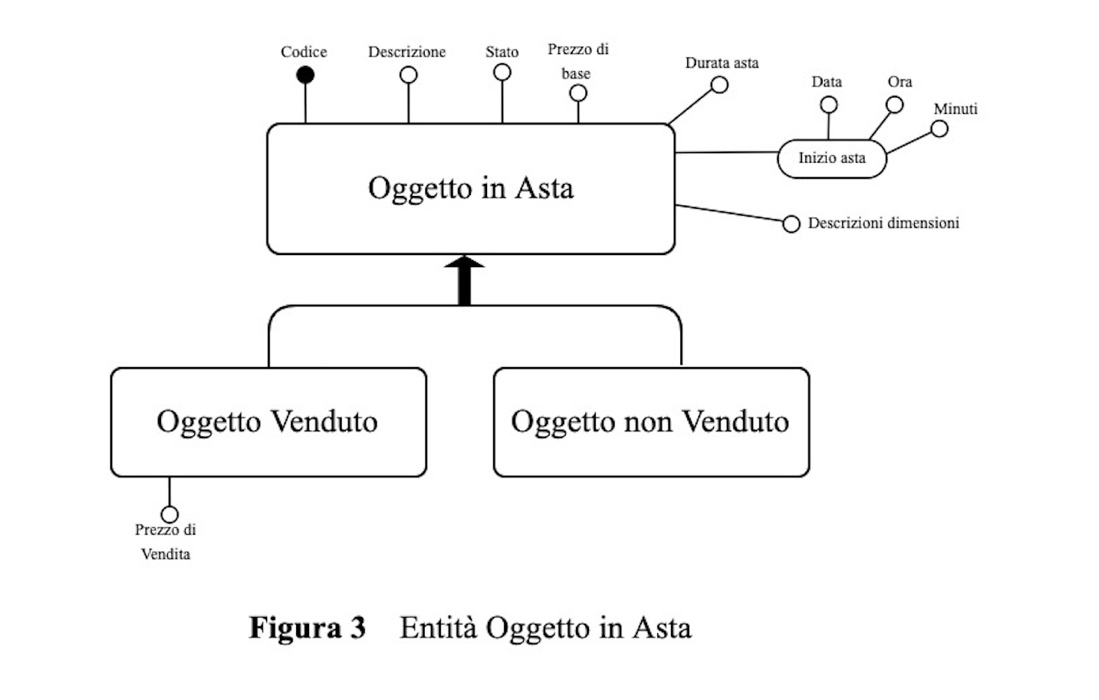 Codice
Descrizione
Stato
Prezzo di
base
Durata asta
Data
Ora
Minuti
Inizio asta
Oggetto in Asta
Descrizioni dimensioni
Oggetto Venduto
Oggetto non Venduto
Prezzo di
Vendita
Figura 3 Entità Oggetto in Asta